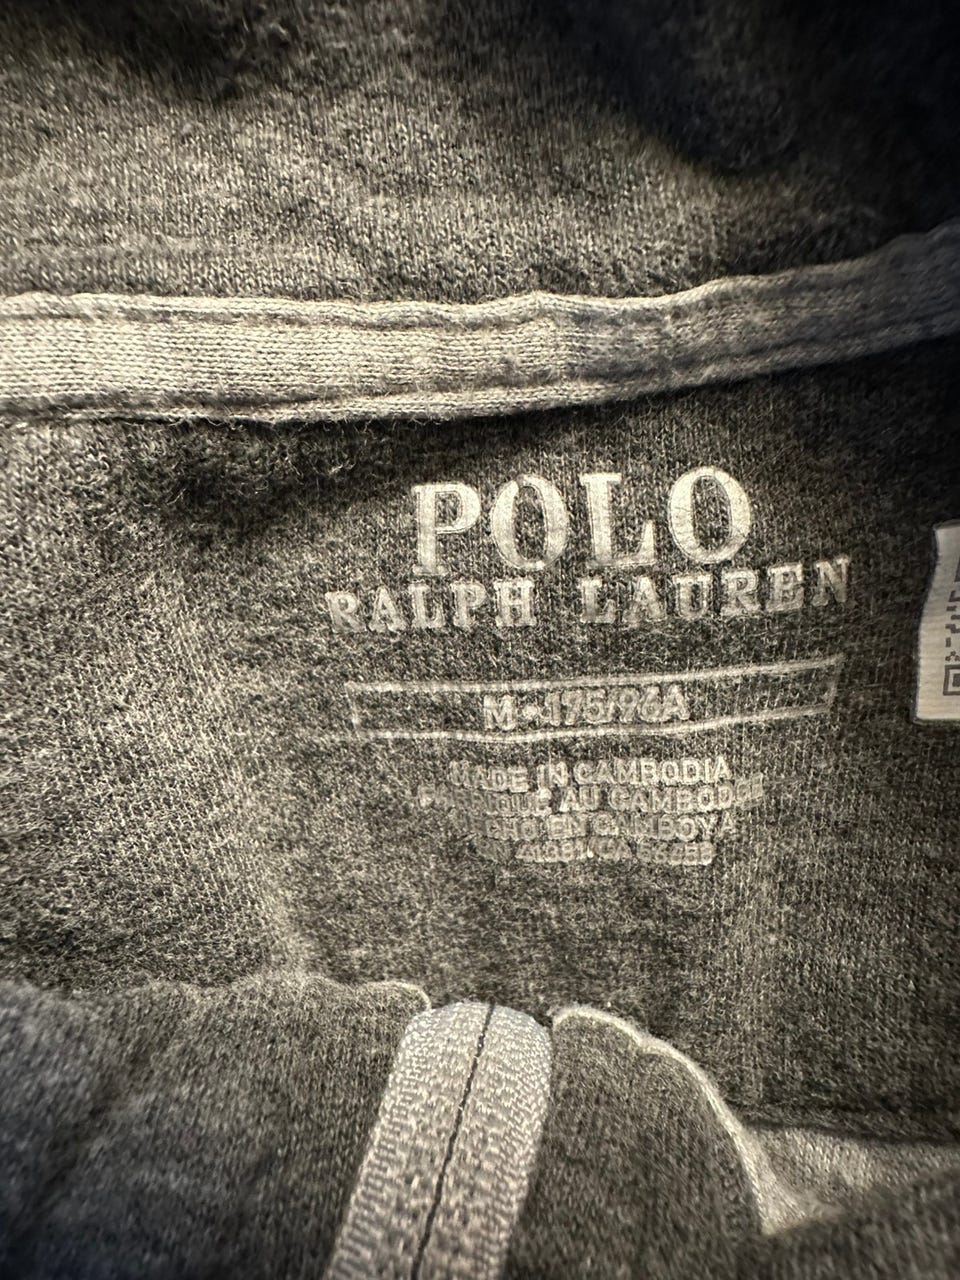 POLO
RALPH LAUREN
M - 175/96A
MADE IN CAMBODIA
FABRIQUÉ AU CAMBODGE
HECHO EN CAMBOYA